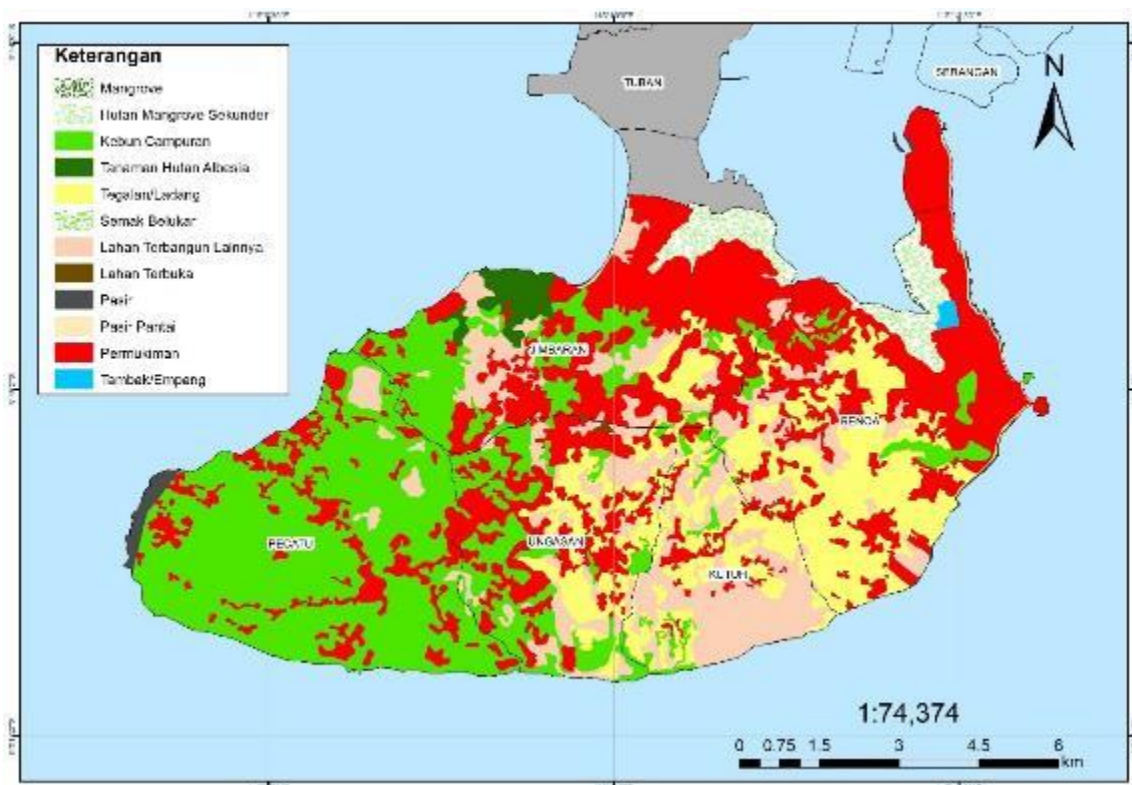 Keterangan
Mangrove
Hutan Mangrove Sekunder
Kebun Campuran
Tanaman Hutan Albesia
Tegalan/Ladang
Semak Belukar
Lahan Terbangun Lainnya
Lahan Terbuka
Pasir
Pasir Pantai
Permukiman
Tambak/Empang
TUBAN
SERANGAN
N
JIMBARAN
BENOA
PECATU
UNGASAN
KUTUH
1:74,374
0 0.75 1.5 3 4.5 6
km